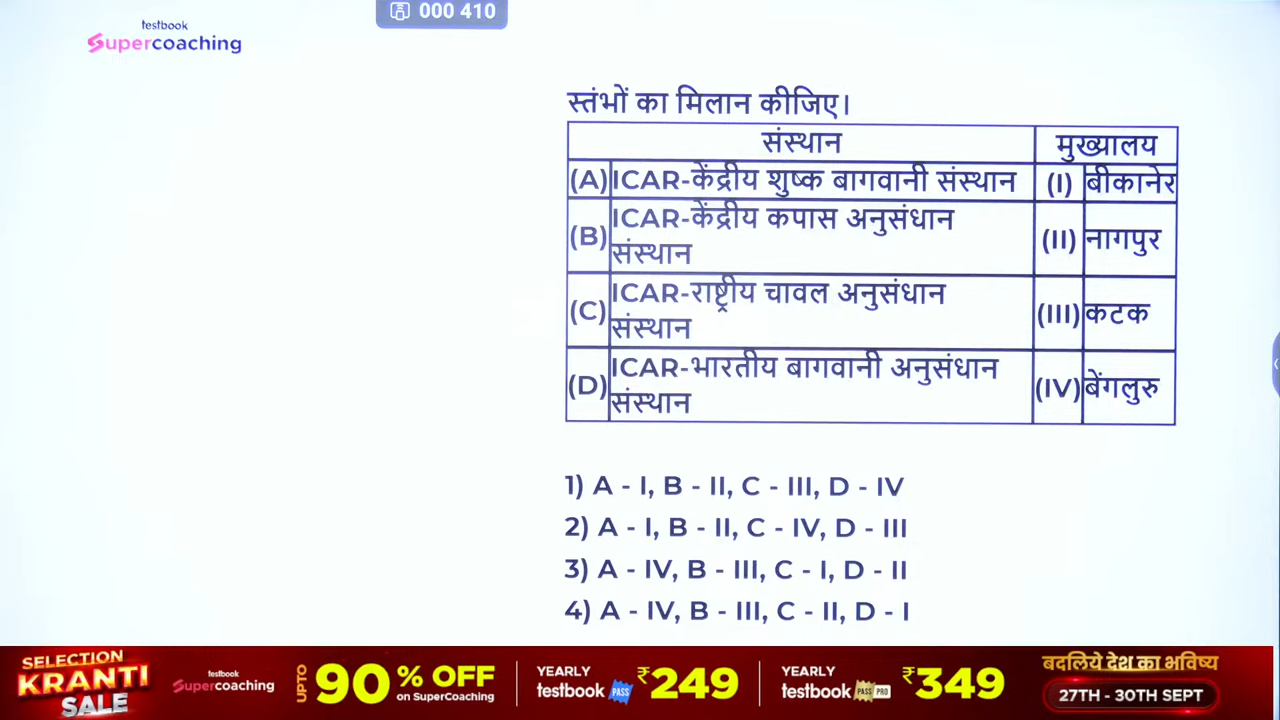 testbook
Supercoaching
000 410
स्तंभों का मिलान कीजिए।
संस्थान मुख्यालय
(A) ICAR-केंद्रीय शुष्क बागवानी संस्थान (I) बीकानेर
(B) ICAR-केंद्रीय कपास अनुसंधान संस्थान (II) नागपुर
(C) ICAR-राष्ट्रीय चावल अनुसंधान संस्थान (III) कटक
(D) ICAR-भारतीय बागवानी अनुसंधान संस्थान (IV) बेंगलुरु
1) A - I, B - II, C - III, D - IV
2) A - I, B - II, C - IV, D - III
3) A - IV, B - III, C - I, D - II
4) A - IV, B - III, C - II, D - I
SELECTION
KRANTI
SALE
testbook
Supercoaching
UPTO 90% OFF
on SuperCoaching
YEARLY
testbook PASS ₹249
YEARLY
testbook PASS PRO ₹349
बदलिये देश का भविष्य
27TH - 30TH SEPT